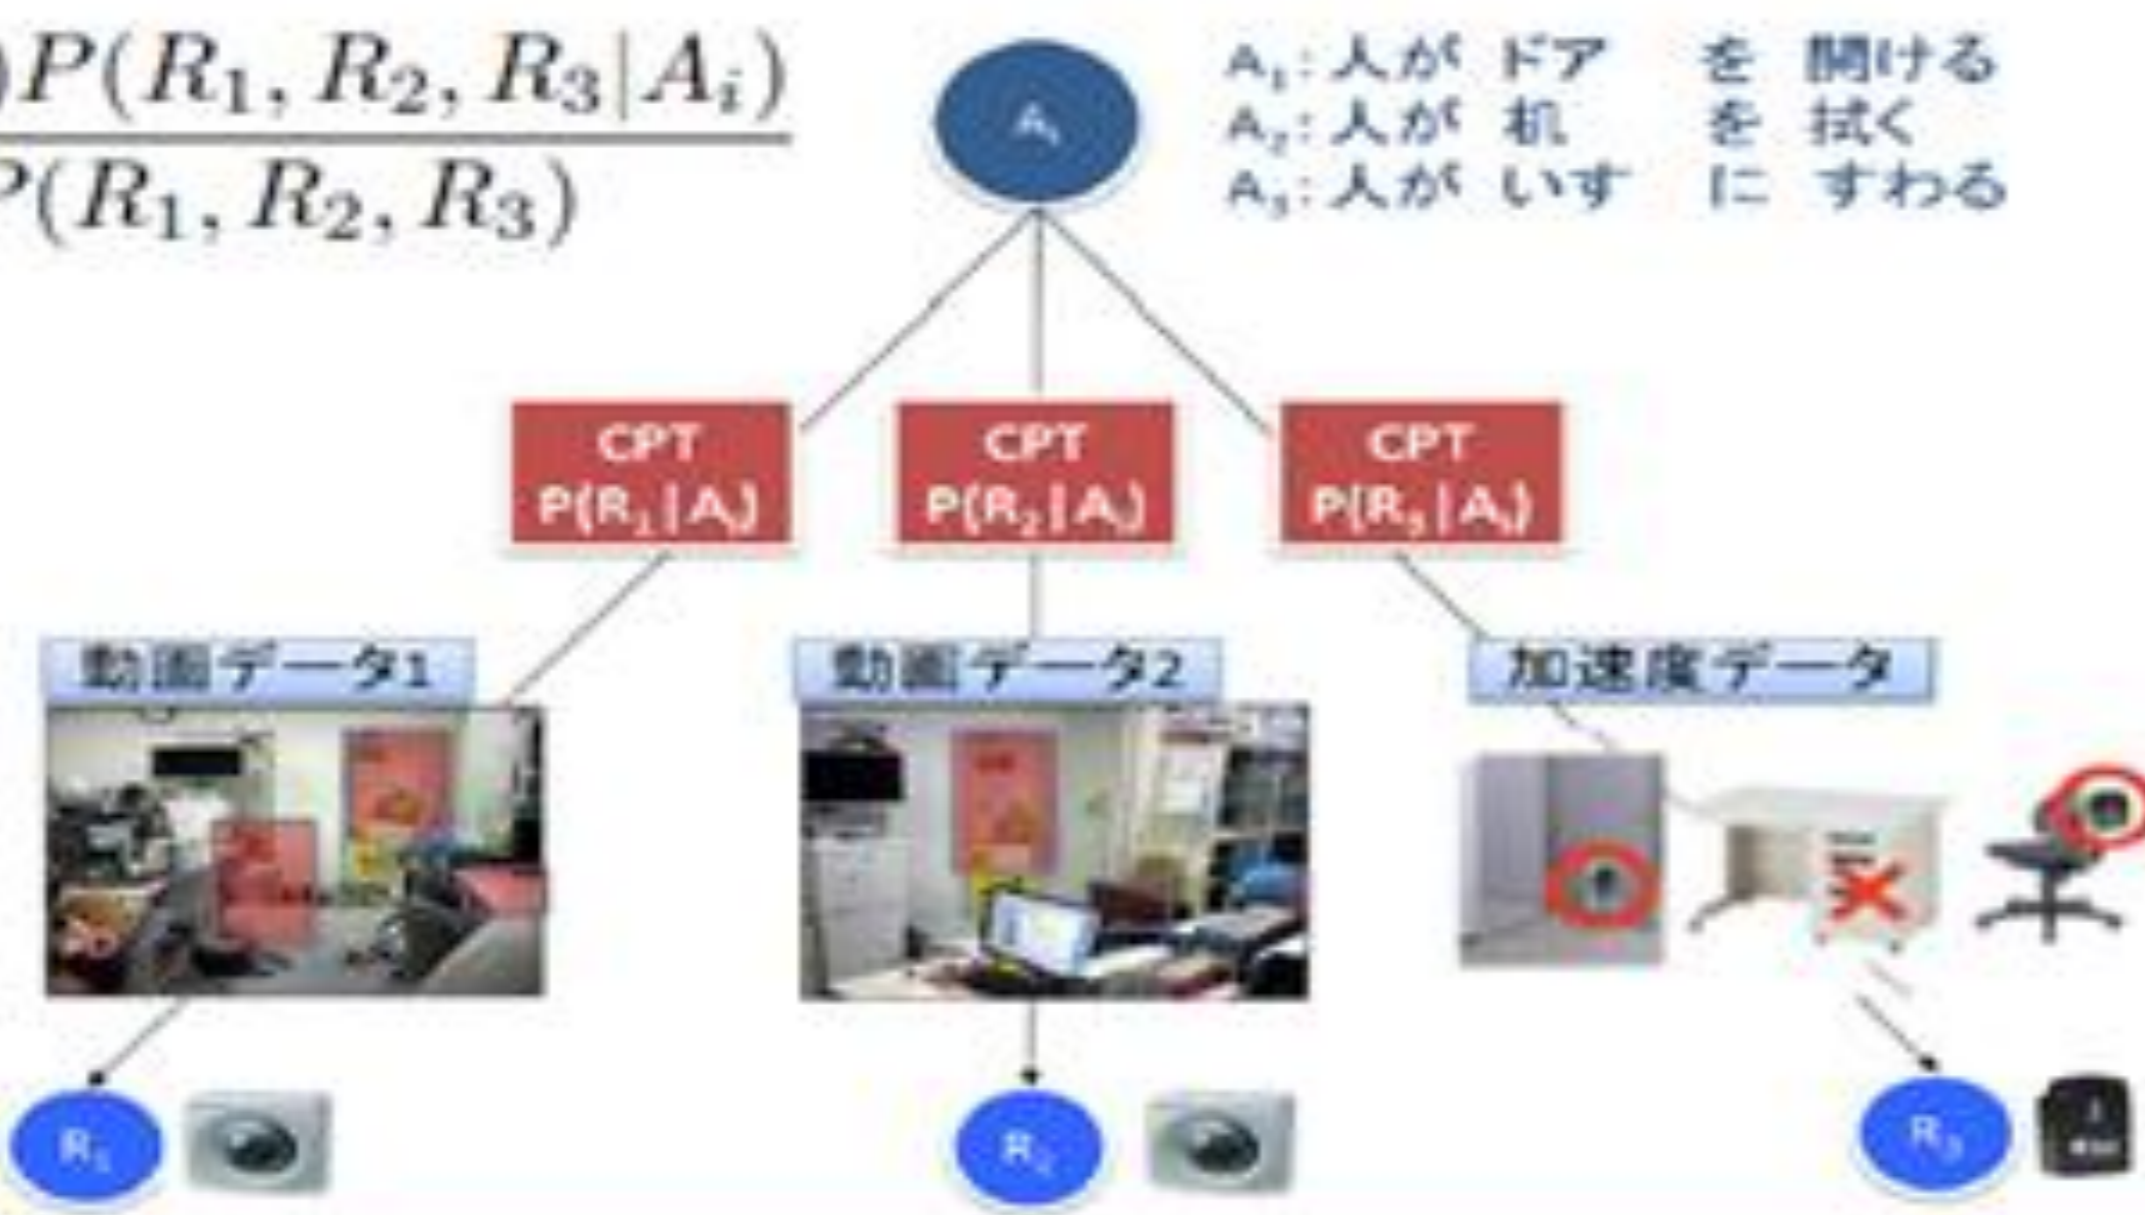 )P(R₁, R₂, R₃|Aᵢ)
P(R₁, R₂, R₃)
Aᵢ
A₁: 人が ドア を 開ける
A₂: 人が 机 を 拭く
A₃: 人が いす に すわる
CPT
P(R₁|Aᵢ)
CPT
P(R₂|Aᵢ)
CPT
P(R₃|Aᵢ)
動画データ1
動画データ2
加速度データ
R₁
R₂
R₃